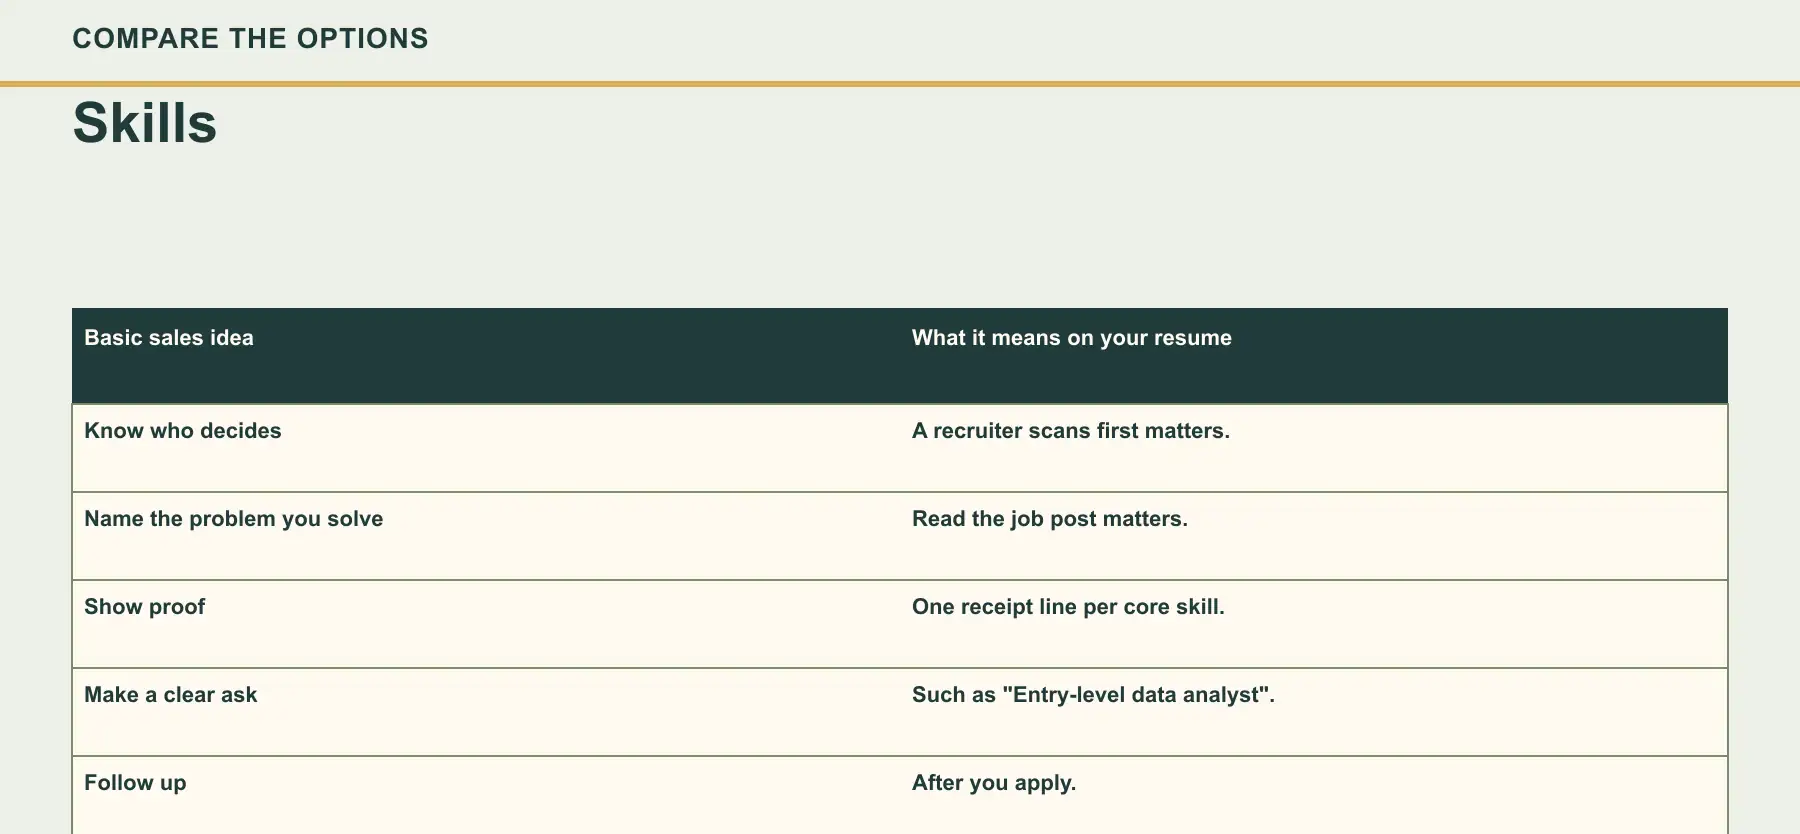 COMPARE THE OPTIONS
Skills
Basic sales idea
What it means on your resume
Know who decides
A recruiter scans first matters.
Name the problem you solve
Read the job post matters.
Show proof
One receipt line per core skill.
Make a clear ask
Such as "Entry-level data analyst".
Follow up
After you apply.